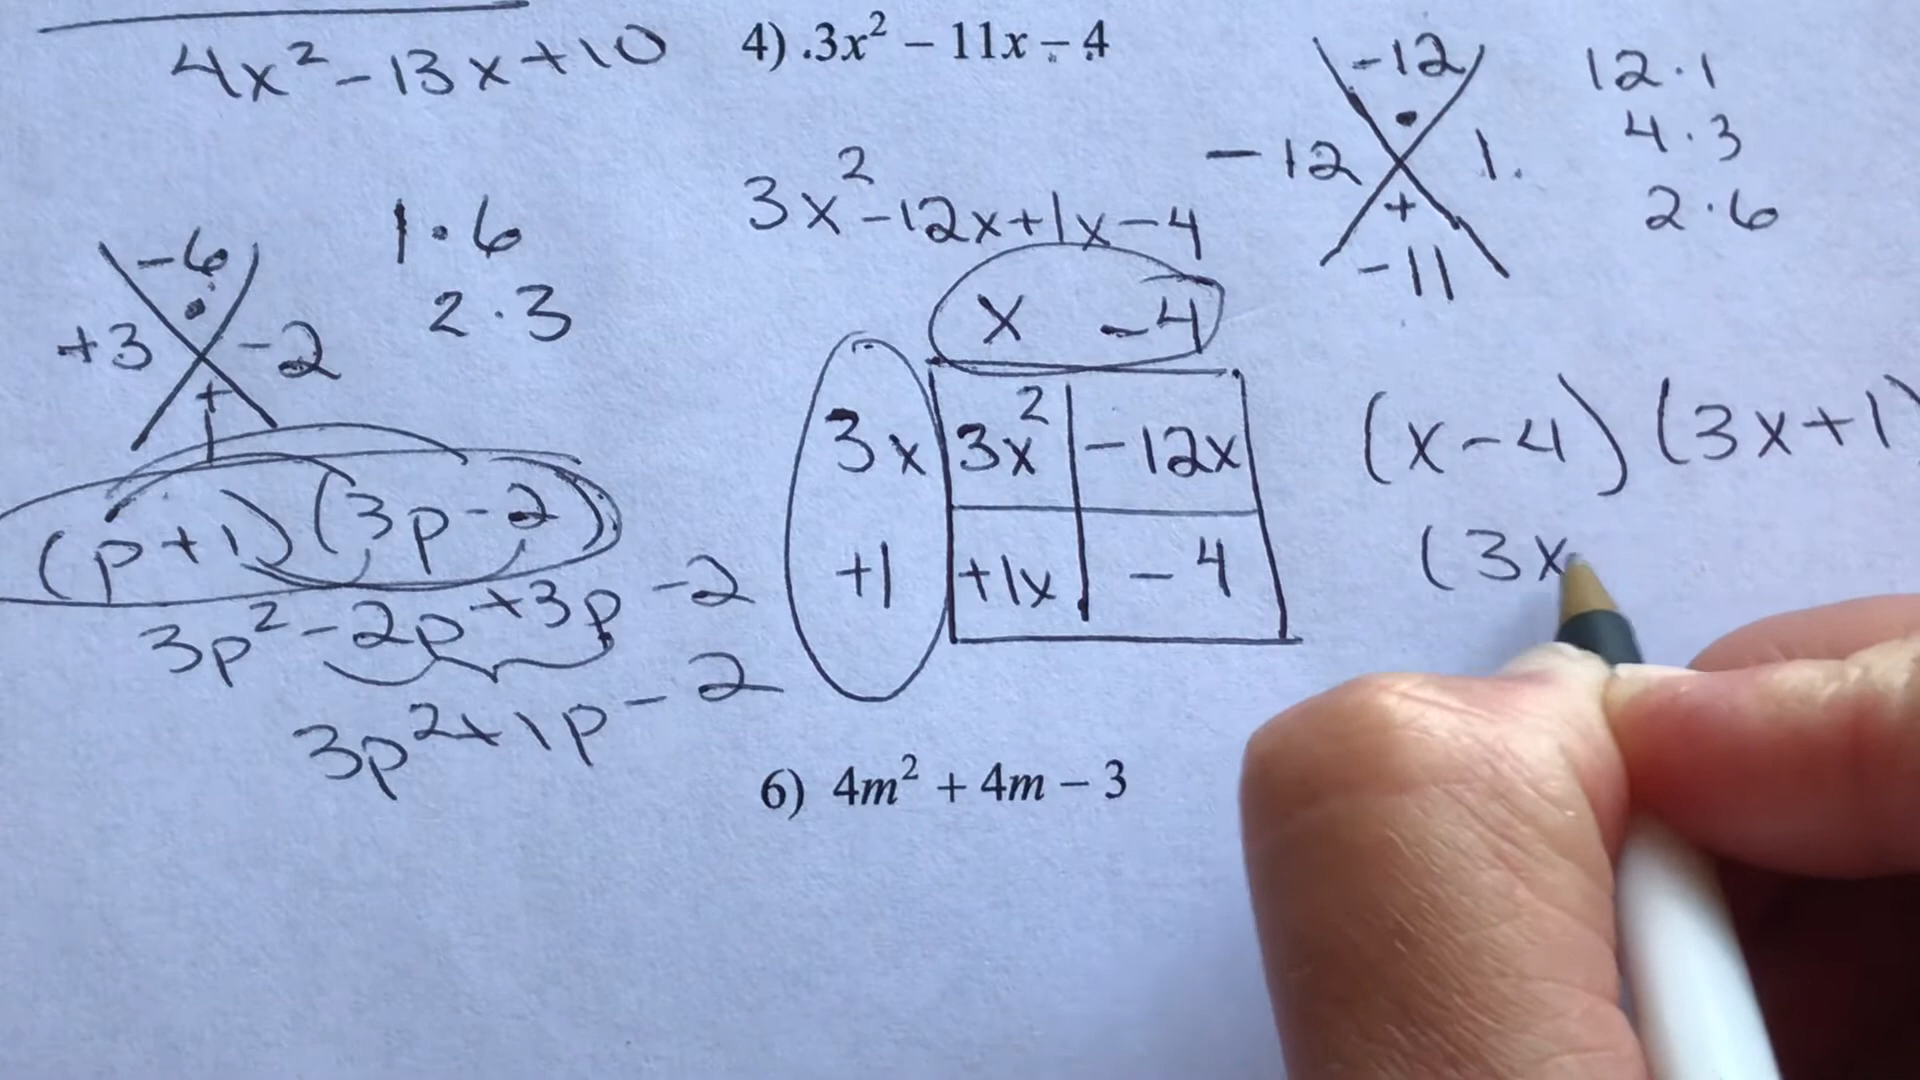 4x² - 13x + 10
-6
+3 · -2
+
1
1 · 6
2 · 3
(p + 1) (3p - 2)
3p² - 2p + 3p - 2
3p² + 1p - 2
4) .3x² – 11x – 4
3x² - 12x + 1x - 4
x -4
3x 3x² -12x
+1 +1x -4
-12
-12 · 1.
+
-11
12 · 1
4 · 3
2 · 6
(x - 4) (3x + 1)
(3x
6) 4m² + 4m – 3